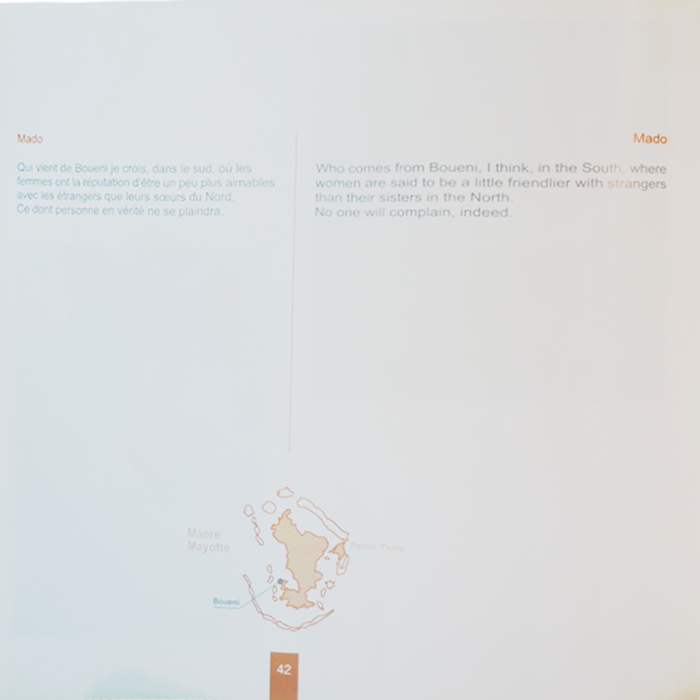 Mado
Qui vient de Boueni je crois, dans le sud, où les
femmes ont la réputation d'être un peu plus aimables
avec les étrangers que leurs sœurs du Nord.
Ce dont personne en vérité ne se plaindra.
Mado
Who comes from Boueni, I think, in the South, where
women are said to be a little friendlier with strangers
than their sisters in the North.
No one will complain, indeed.
Maore
Mayotte
Petite Terre
Boueni
42